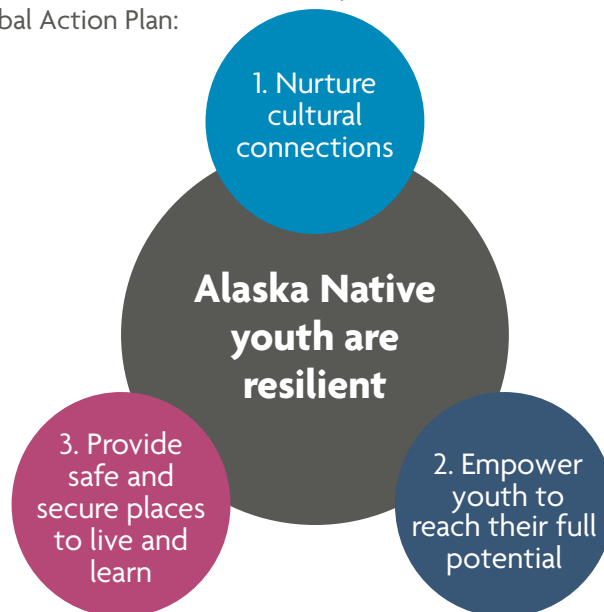 bal Action Plan:
1. Nurture
cultural
connections
Alaska Native
youth are
resilient
3. Provide
safe and
secure places
to live and
learn
2. Empower
youth to
reach their full
potential